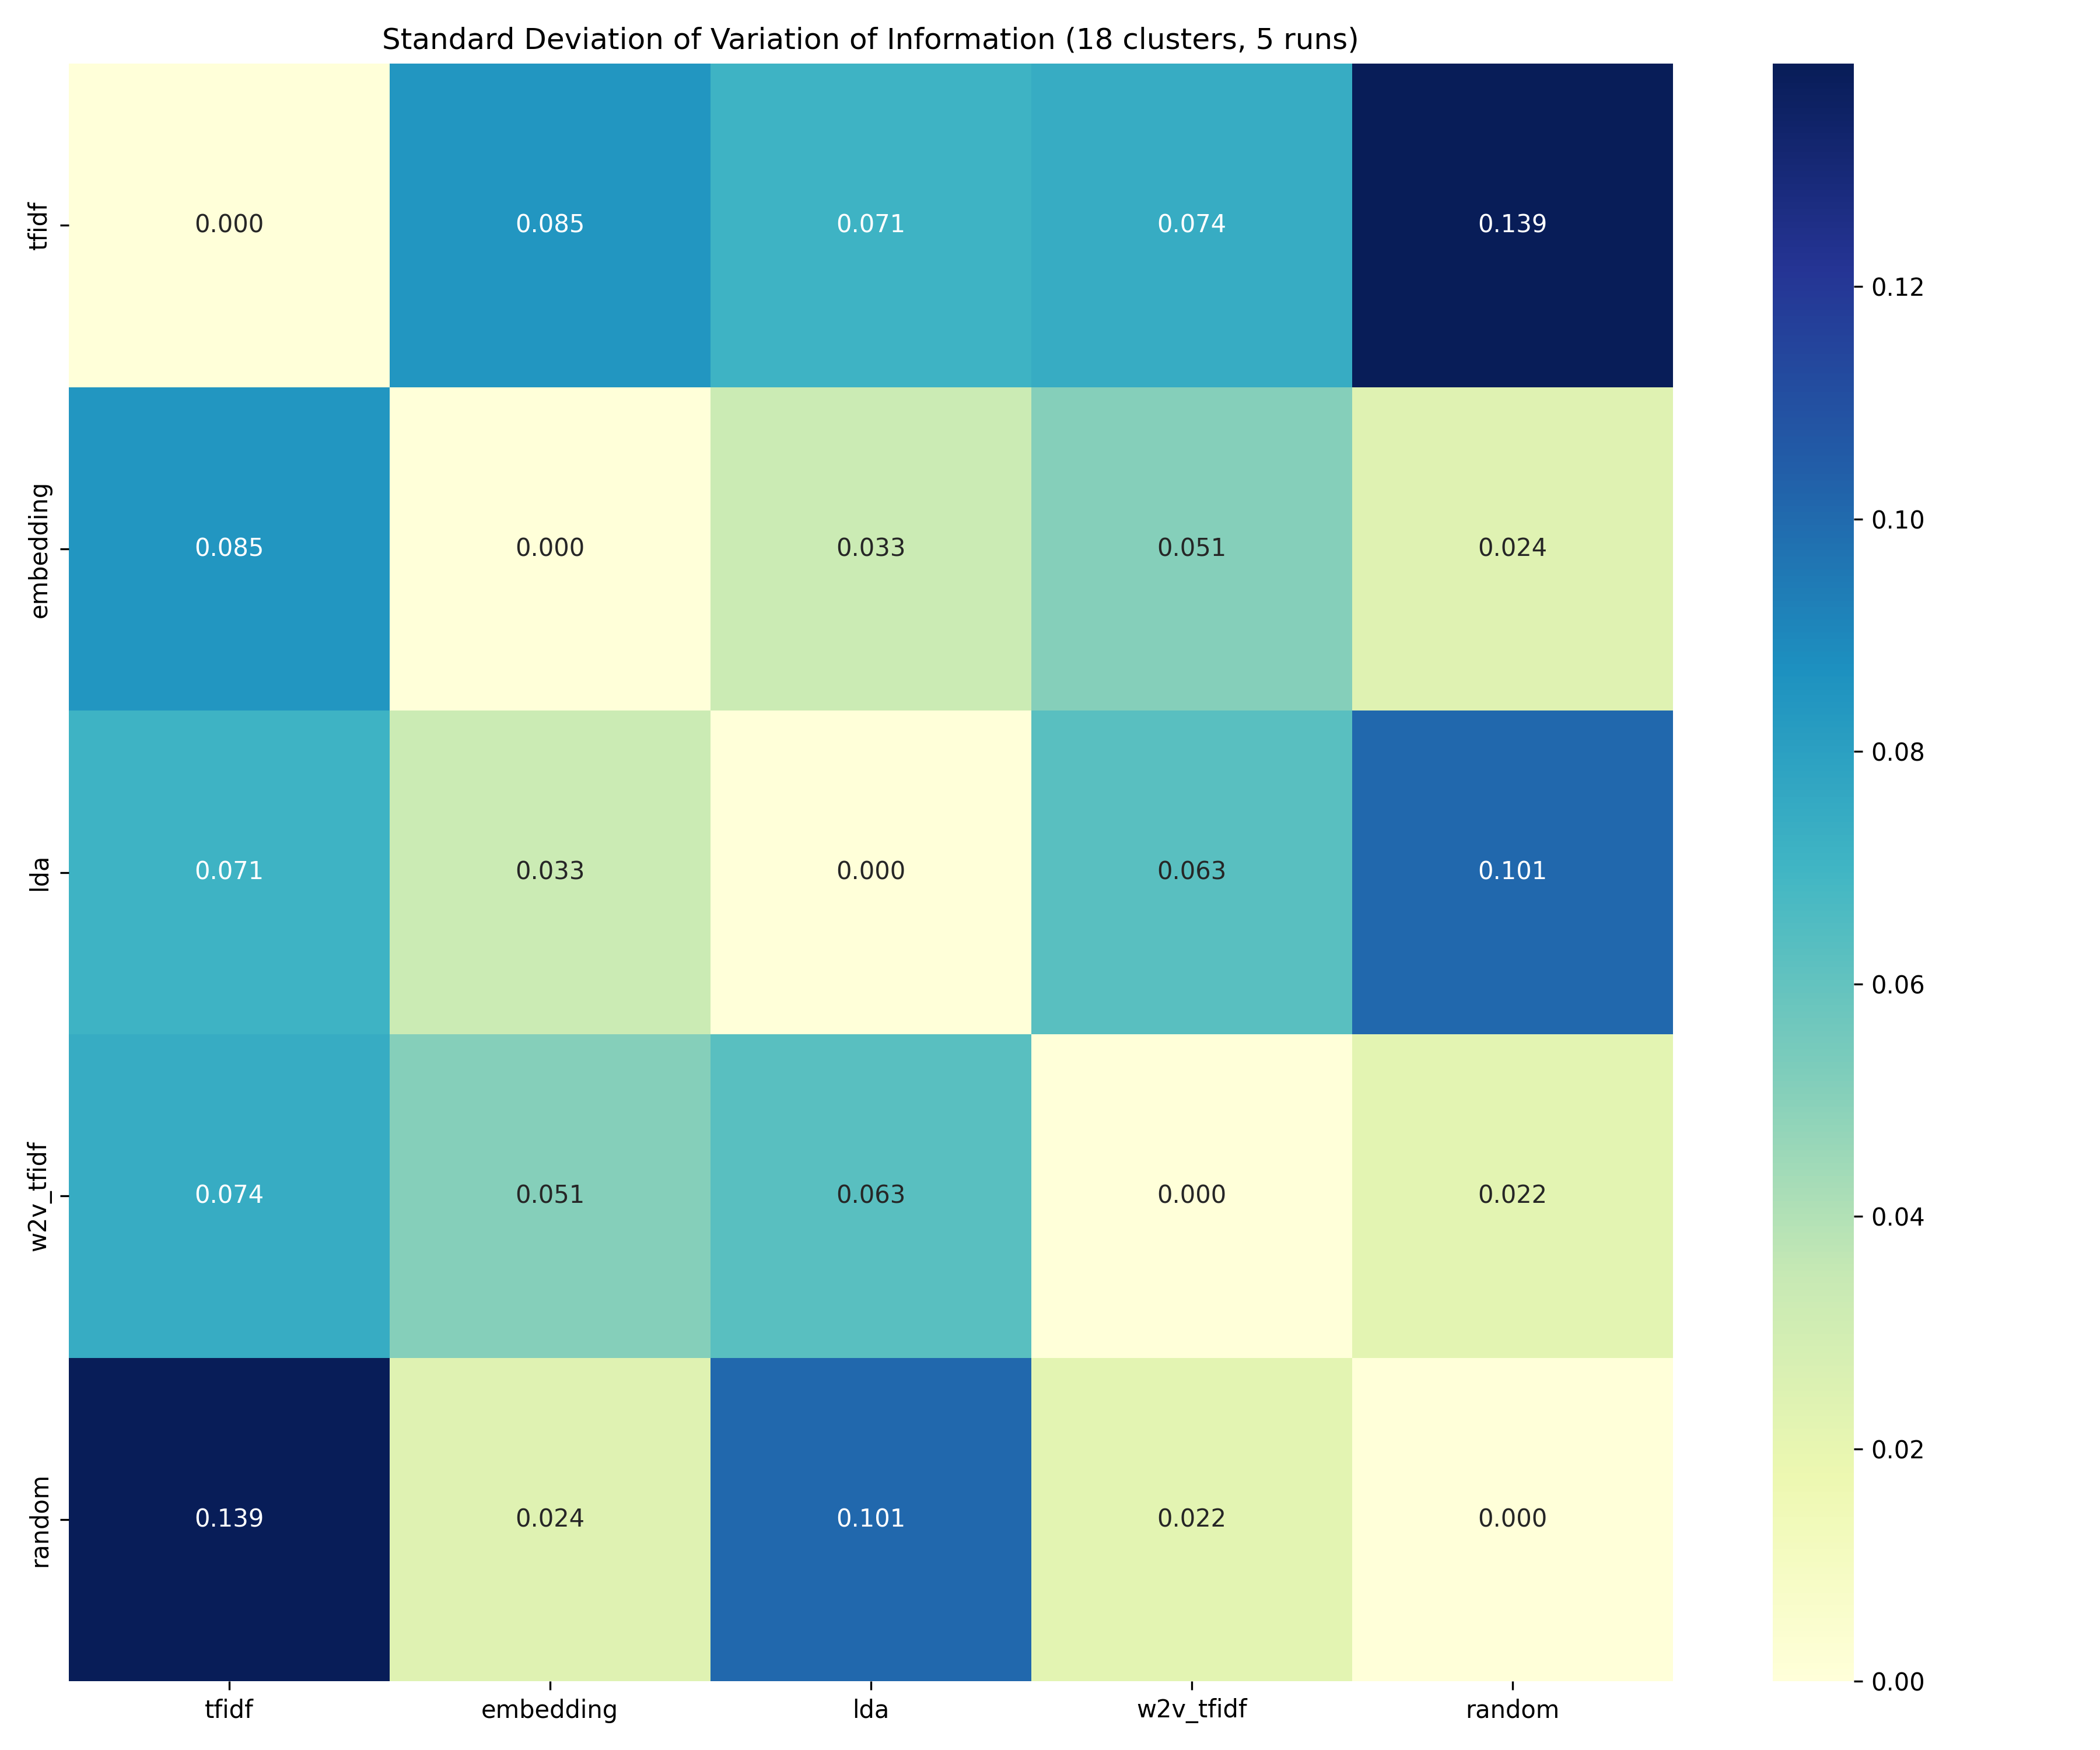 Standard Deviation of Variation of Information (18 clusters, 5 runs)
tfidf
0.000 0.085 0.071 0.074 0.139
embedding
0.085 0.000 0.033 0.051 0.024
lda
0.071 0.033 0.000 0.063 0.101
w2v_tfidf
0.074 0.051 0.063 0.000 0.022
random
0.139 0.024 0.101 0.022 0.000
tfidf embedding lda w2v_tfidf random
0.12
0.10
0.08
0.06
0.04
0.02
0.00